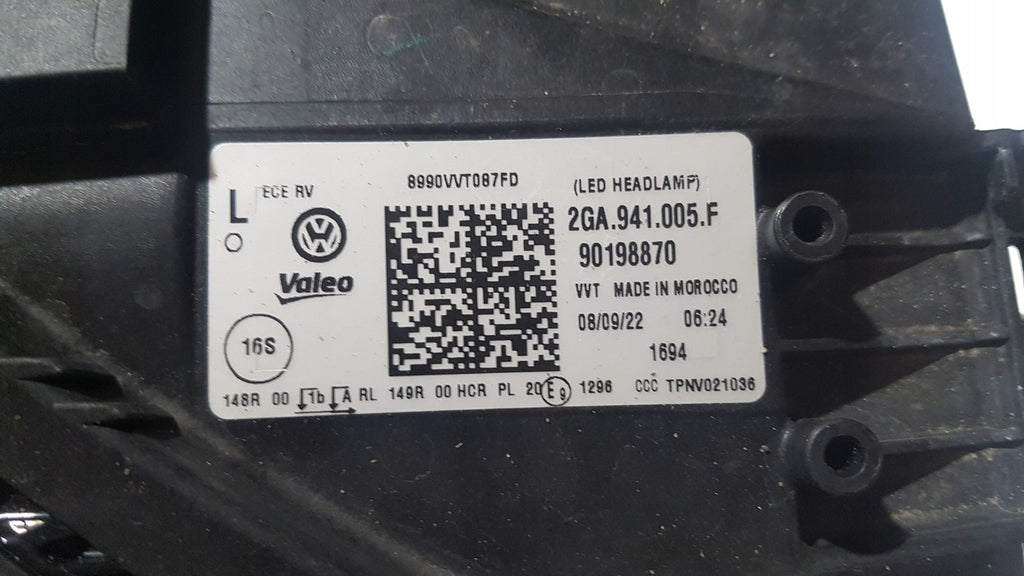 L
ECE RV
8990VVT087FD
(LED HEADLAMP)
2GA.941.005.F
90198870
Valeo
VVT MADE IN MOROCCO
08/09/22 06:24
16S
1694
148R 00 1b A RL 149R 00 HCR PL 20 E9 1296 CCC TPNV021036